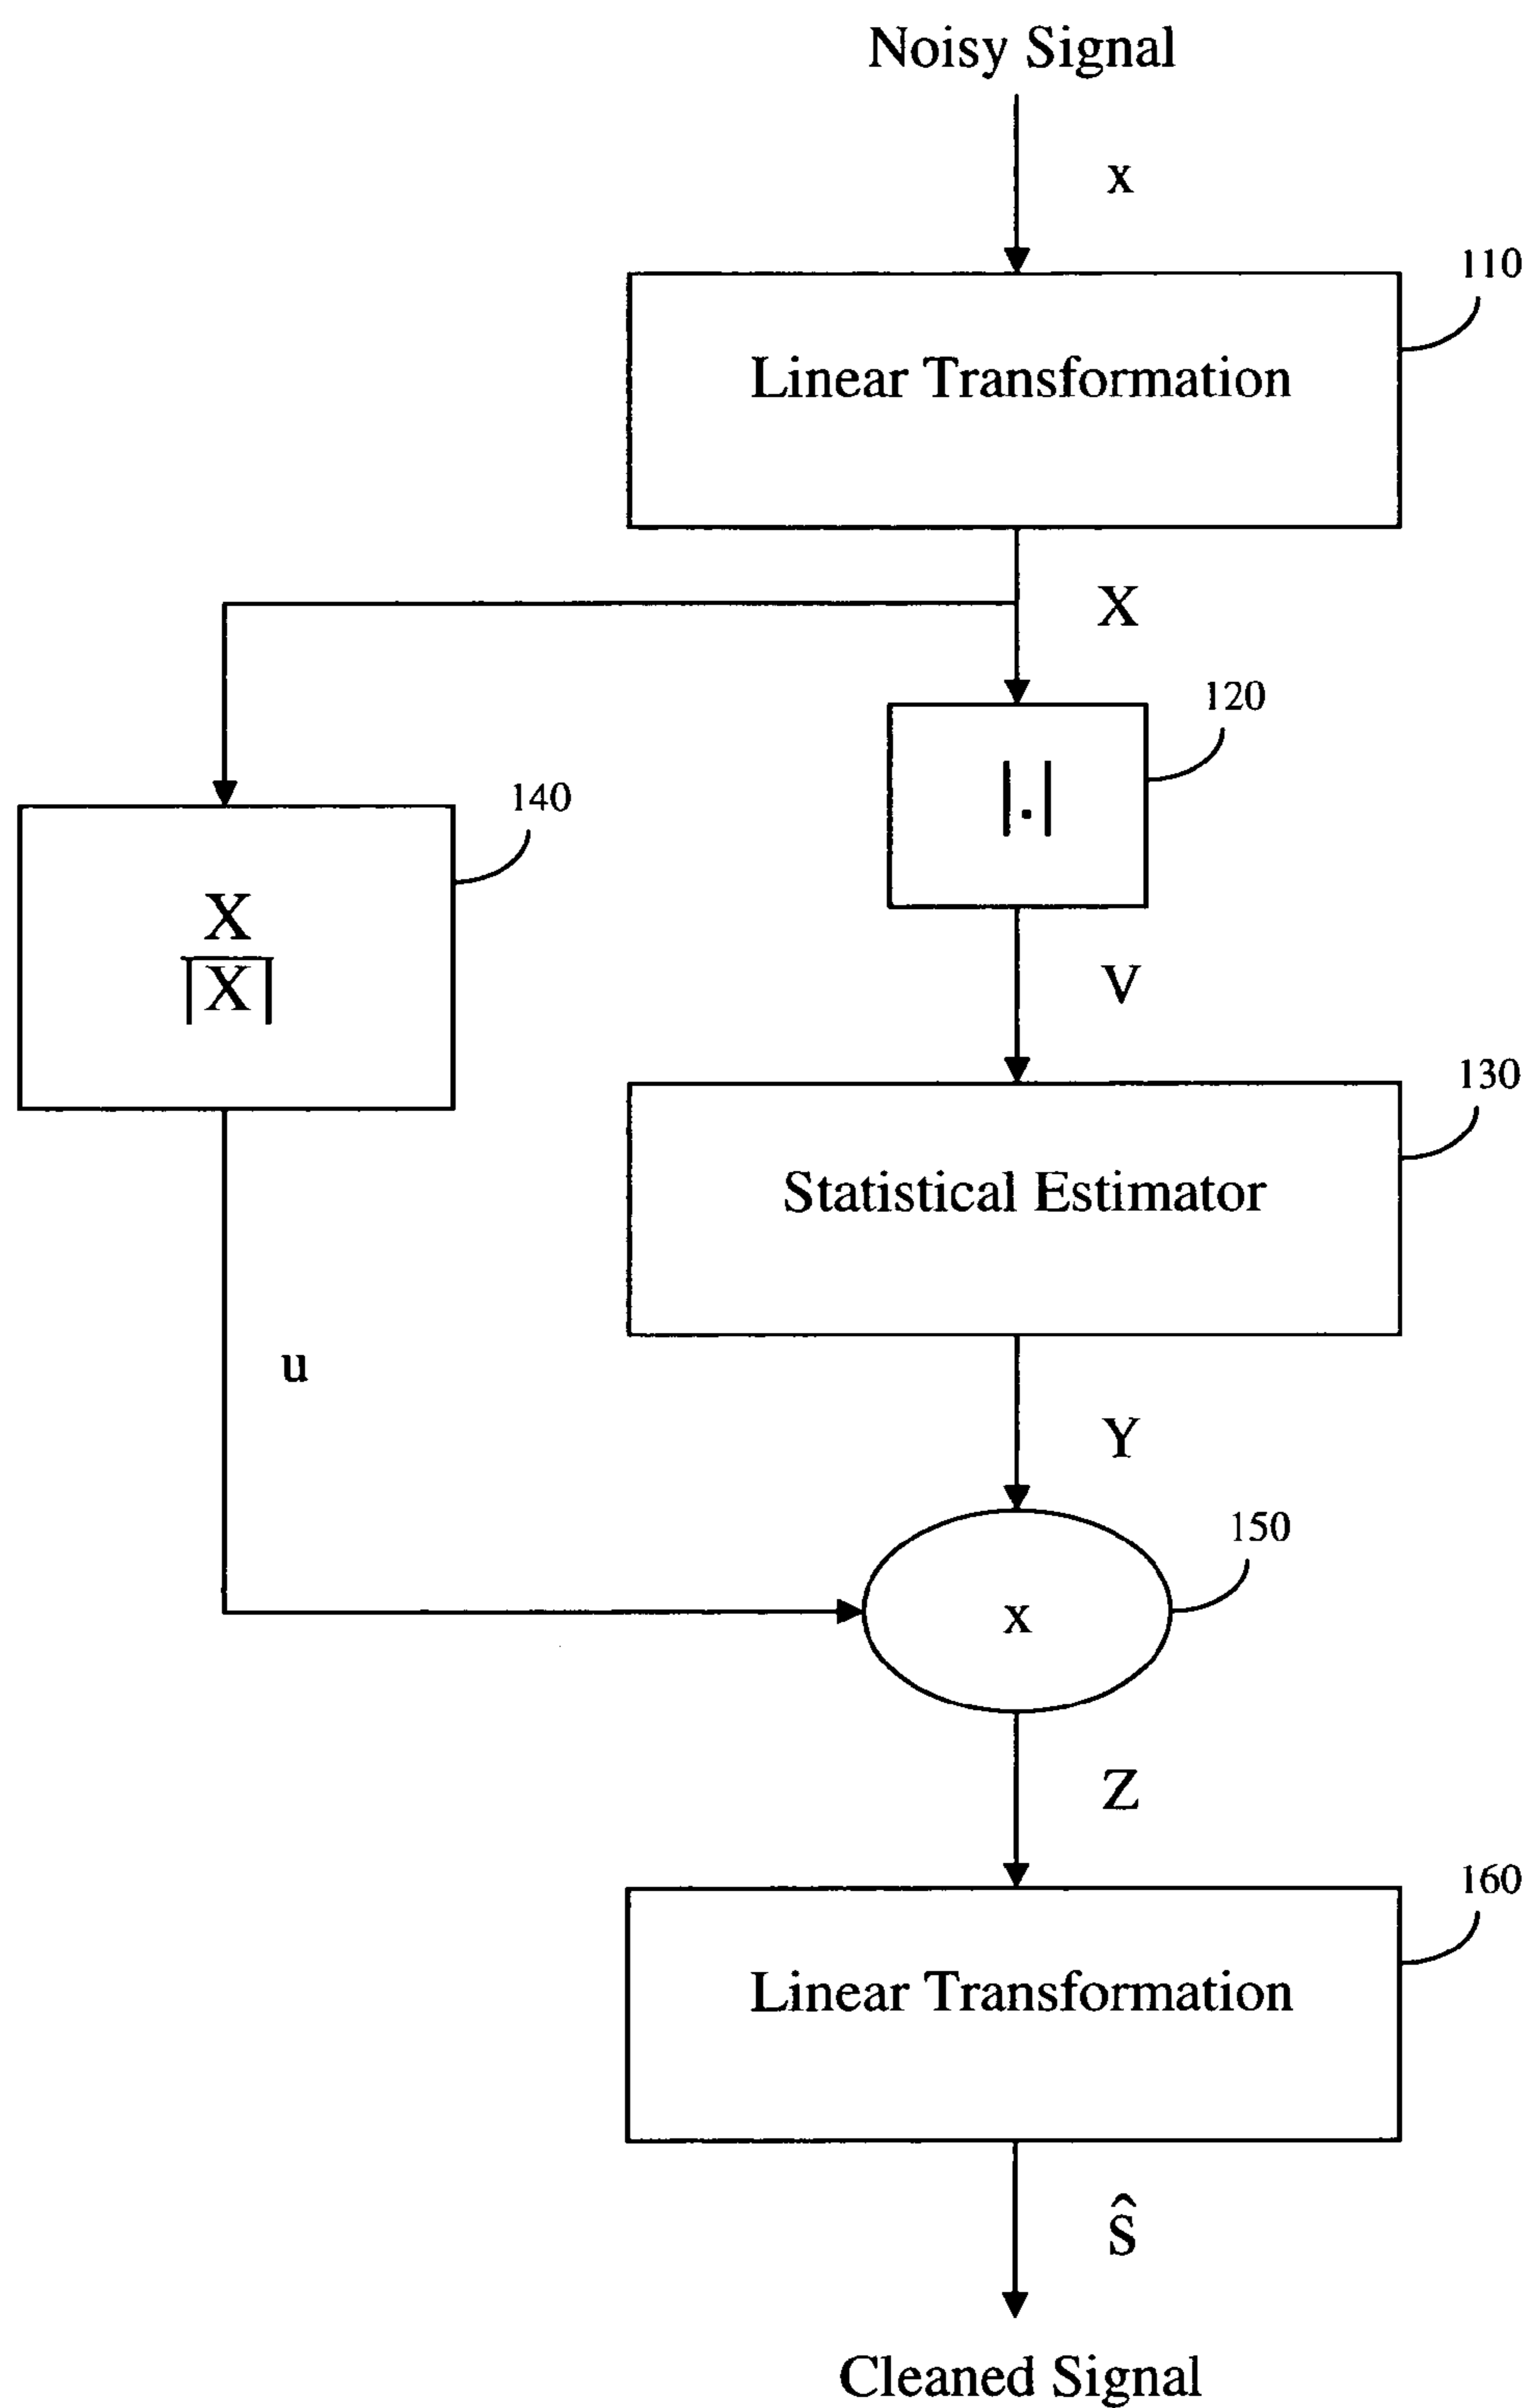 Noisy Signal
x
110
Linear Transformation
X
120
|.|
140
X
|X|
V
130
Statistical Estimator
u
Y
150
x
Z
160
Linear Transformation
Ŝ
Cleaned Signal